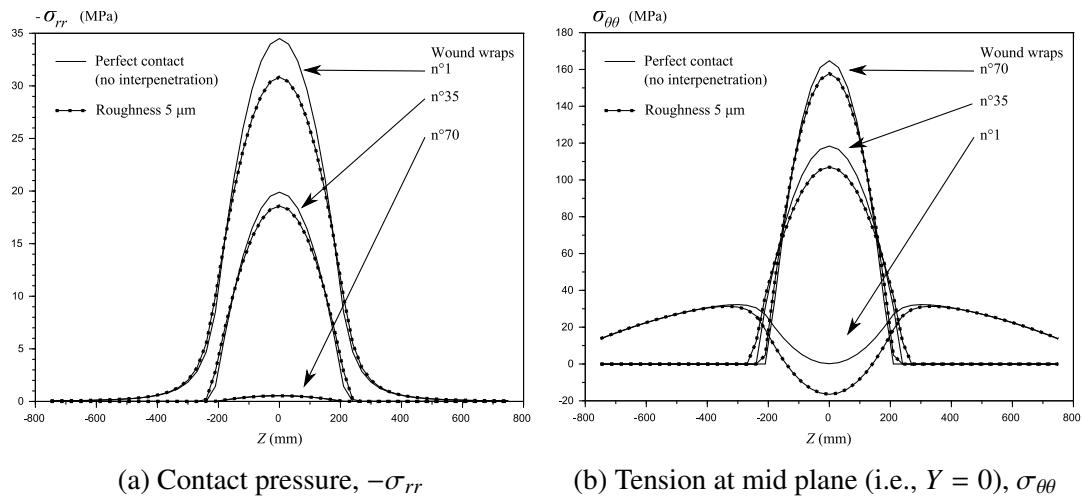 -σrr (MPa)
35
30
25
20
15
10
5
0
-800
-600
-400
-200
0
200
400
600
800
Z (mm)
Perfect contact
(no interpenetration)
Roughness 5 μm
Wound wraps
n°1
n°35
n°70
σθθ (MPa)
180
160
140
120
100
80
60
40
20
0
-20
-800
-600
-400
-200
0
200
400
600
800
Z (mm)
Perfect contact
(no interpenetration)
Roughness 5 μm
Wound wraps
n°70
n°35
n°1
(a) Contact pressure, −σrr
(b) Tension at mid plane (i.e., Y = 0), σθθ